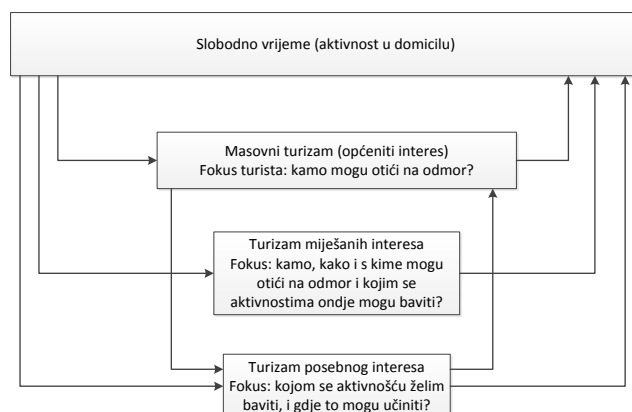 Slobodno vrijeme (aktivnost u domicilu)
Masovni turizam (općeniti interes)
Fokus turista: kamo mogu otići na odmor?
Turizam miješanih interesa
Fokus: kamo, kako i s kime mogu
otići na odmor i kojim se
aktivnostima ondje mogu baviti?
Turizam posebnog interesa
Fokus: kojom se aktivnošću želim
baviti, i gdje to mogu učiniti?